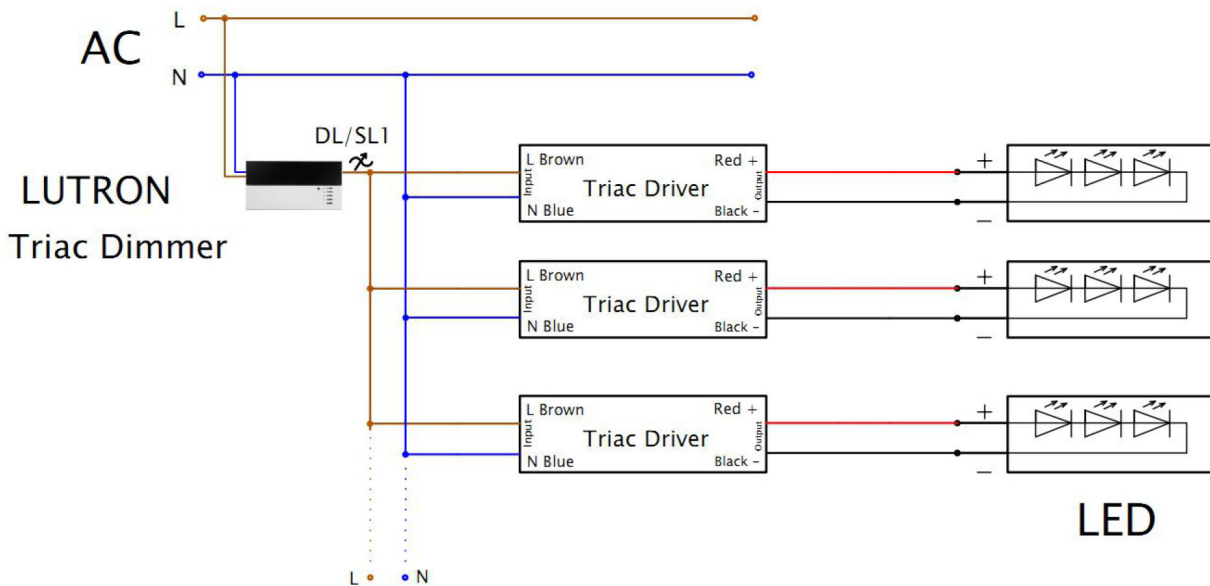 L
AC
N
DL/SL1
LUTRON
Triac Dimmer
L Brown
Red +
Input
Triac Driver
Output
N Blue
Black -
+
−
L Brown
Red +
Input
Triac Driver
Output
N Blue
Black -
+
−
L Brown
Red +
Input
Triac Driver
Output
N Blue
Black -
+
−
LED
L
N